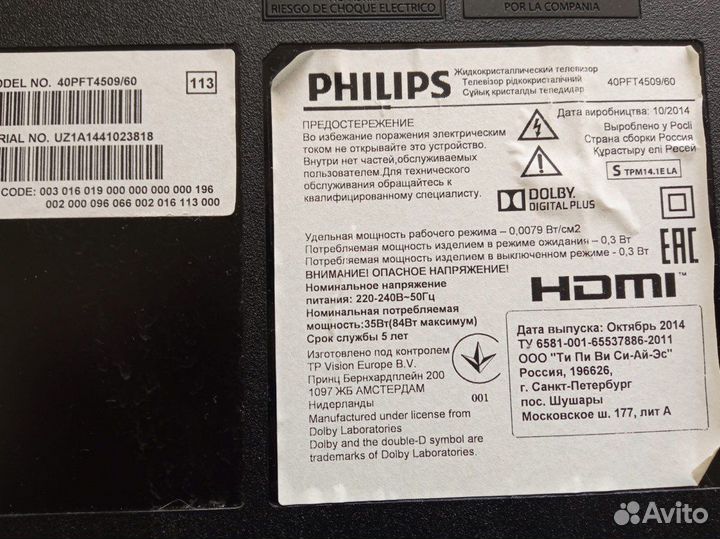 RIESGO DE CHOQUE ELECTRICO
POR LA COMPANIA
ODEL NO. 40PFT4509/60
113
RIAL NO. UZ1A1441023818
CODE: 003 016 019 000 000 000 000 196
002 000 096 066 002 016 113 000
PHILIPS
Жидкокристаллический телевизор
Телевізор рідкокристалічний
Сұйық кристалды теледидар
40PFT4509/60
ПРЕДОСТЕРЕЖЕНИЕ
Во избежание поражения электрическим
током не открывайте это устройство.
Внутри нет частей,обслуживаемых
пользователем.Для технического
обслуживания обращайтесь к
квалифицированному специалисту.
Дата виробництва: 10/2014
Вироблено у Росії
Страна сборки Россия
Құрастыру елі Ресей
S TPM14.1E LA
DOLBY
DIGITAL PLUS
Удельная мощность рабочего режима – 0,0079 Вт/см2
Потребляемая мощность изделием в режиме ожидания – 0,3 Вт
Потребляемая мощность изделием в выключенном режиме - 0,3 Вт
EAC
ВНИМАНИЕ! ОПАСНОЕ НАПРЯЖЕНИЕ!
Номинальное напряжение
питания: 220-240В~50Гц
Номинальная потребляемая
мощность:35Вт(84Вт максимум)
Срок службы 5 лет
HDMI™
Изготовлено под контролем
TP Vision Europe B.V.
Принц Бернхардплейн 200
1097 ЖБ АМСТЕРДАМ
Нидерланды
001
Manufactured under license from
Dolby Laboratories
Dolby and the double-D symbol are
trademarks of Dolby Laboratories.
Дата выпуска: Октябрь 2014
ТУ 6581-001-65537886-2011
ООО "Ти Пи Ви Си-Ай-Эс"
Россия, 196626,
г. Санкт-Петербург
пос. Шушары
Московское ш. 177, лит А
Avito